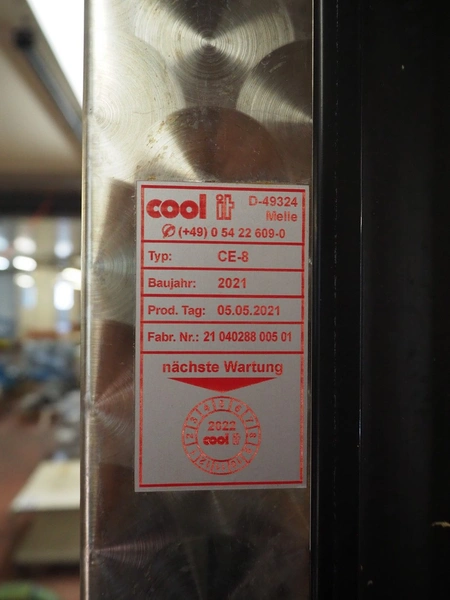 cool it
D-49324
Melle
(+49) 0 54 22 609-0
Typ: CE-8
Baujahr: 2021
Prod. Tag: 05.05.2021
Fabr. Nr.: 21 040288 005 01
nächste Wartung
2022
cool it